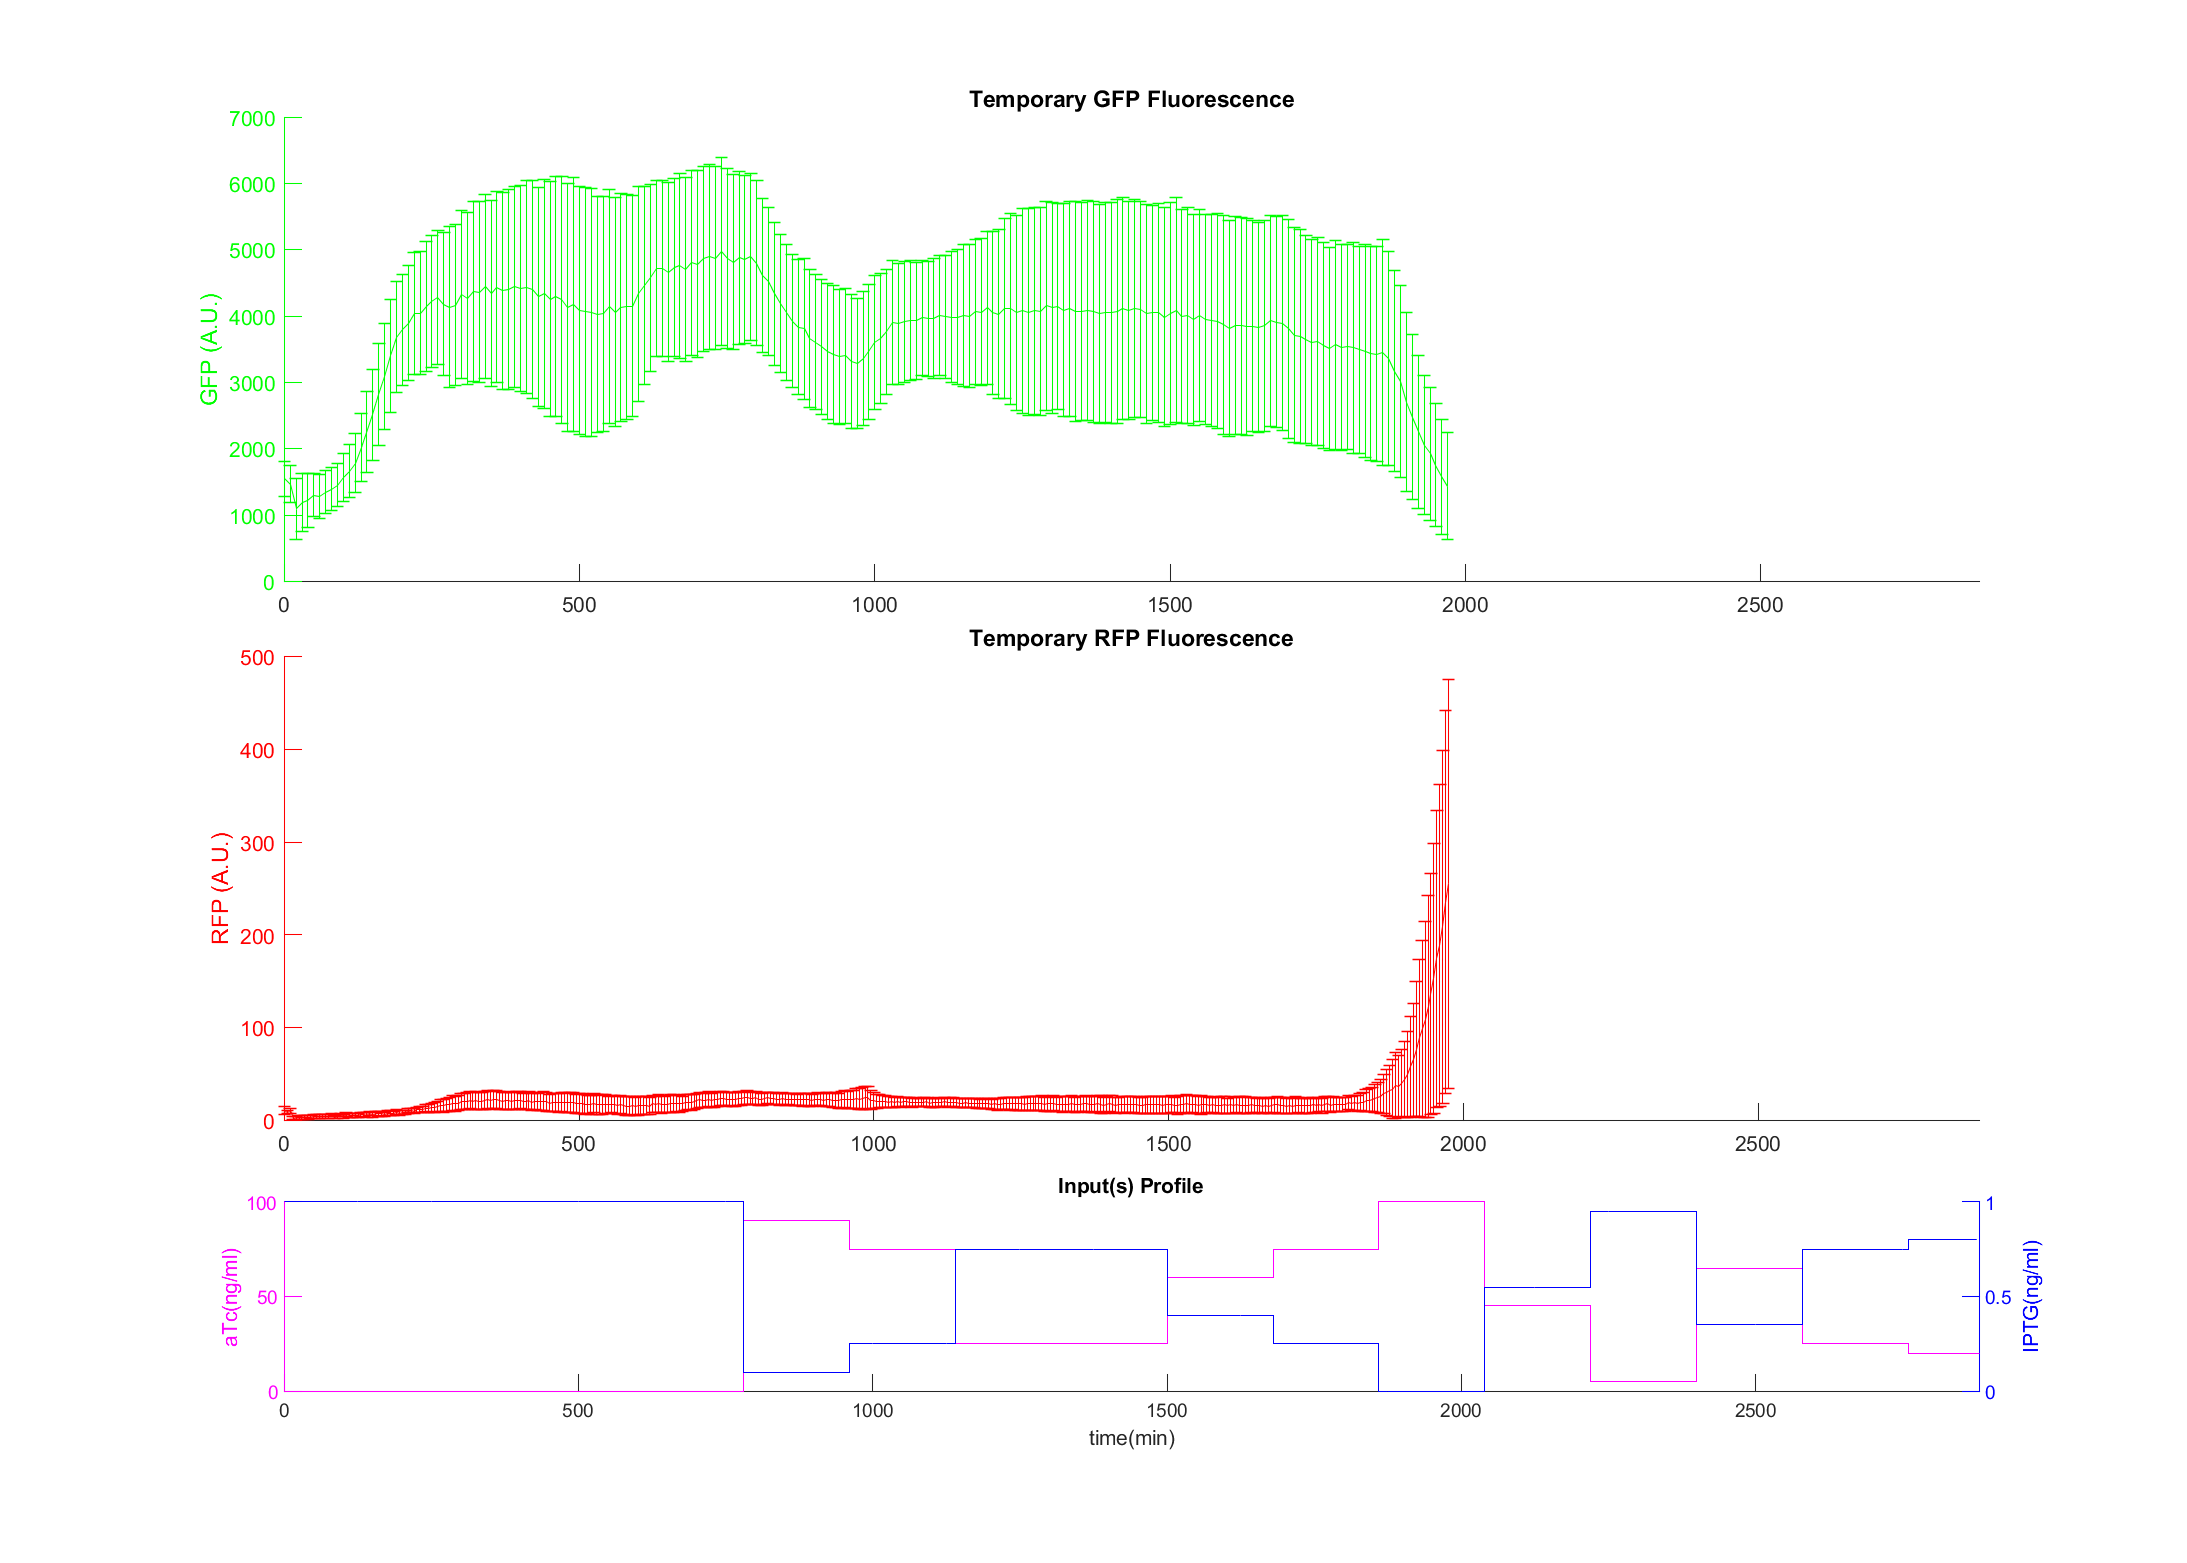 Temporary GFP Fluorescence
7000
6000
5000
4000
3000
2000
1000
0
GFP (A.U.)
0 500 1000 1500 2000 2500
Temporary RFP Fluorescence
500
400
300
200
100
0
RFP (A.U.)
0 500 1000 1500 2000 2500
Input(s) Profile
100
50
0
aTc(ng/ml)
1
0.5
0
IPTG(ng/ml)
0 500 1000 1500 2000 2500
time(min)